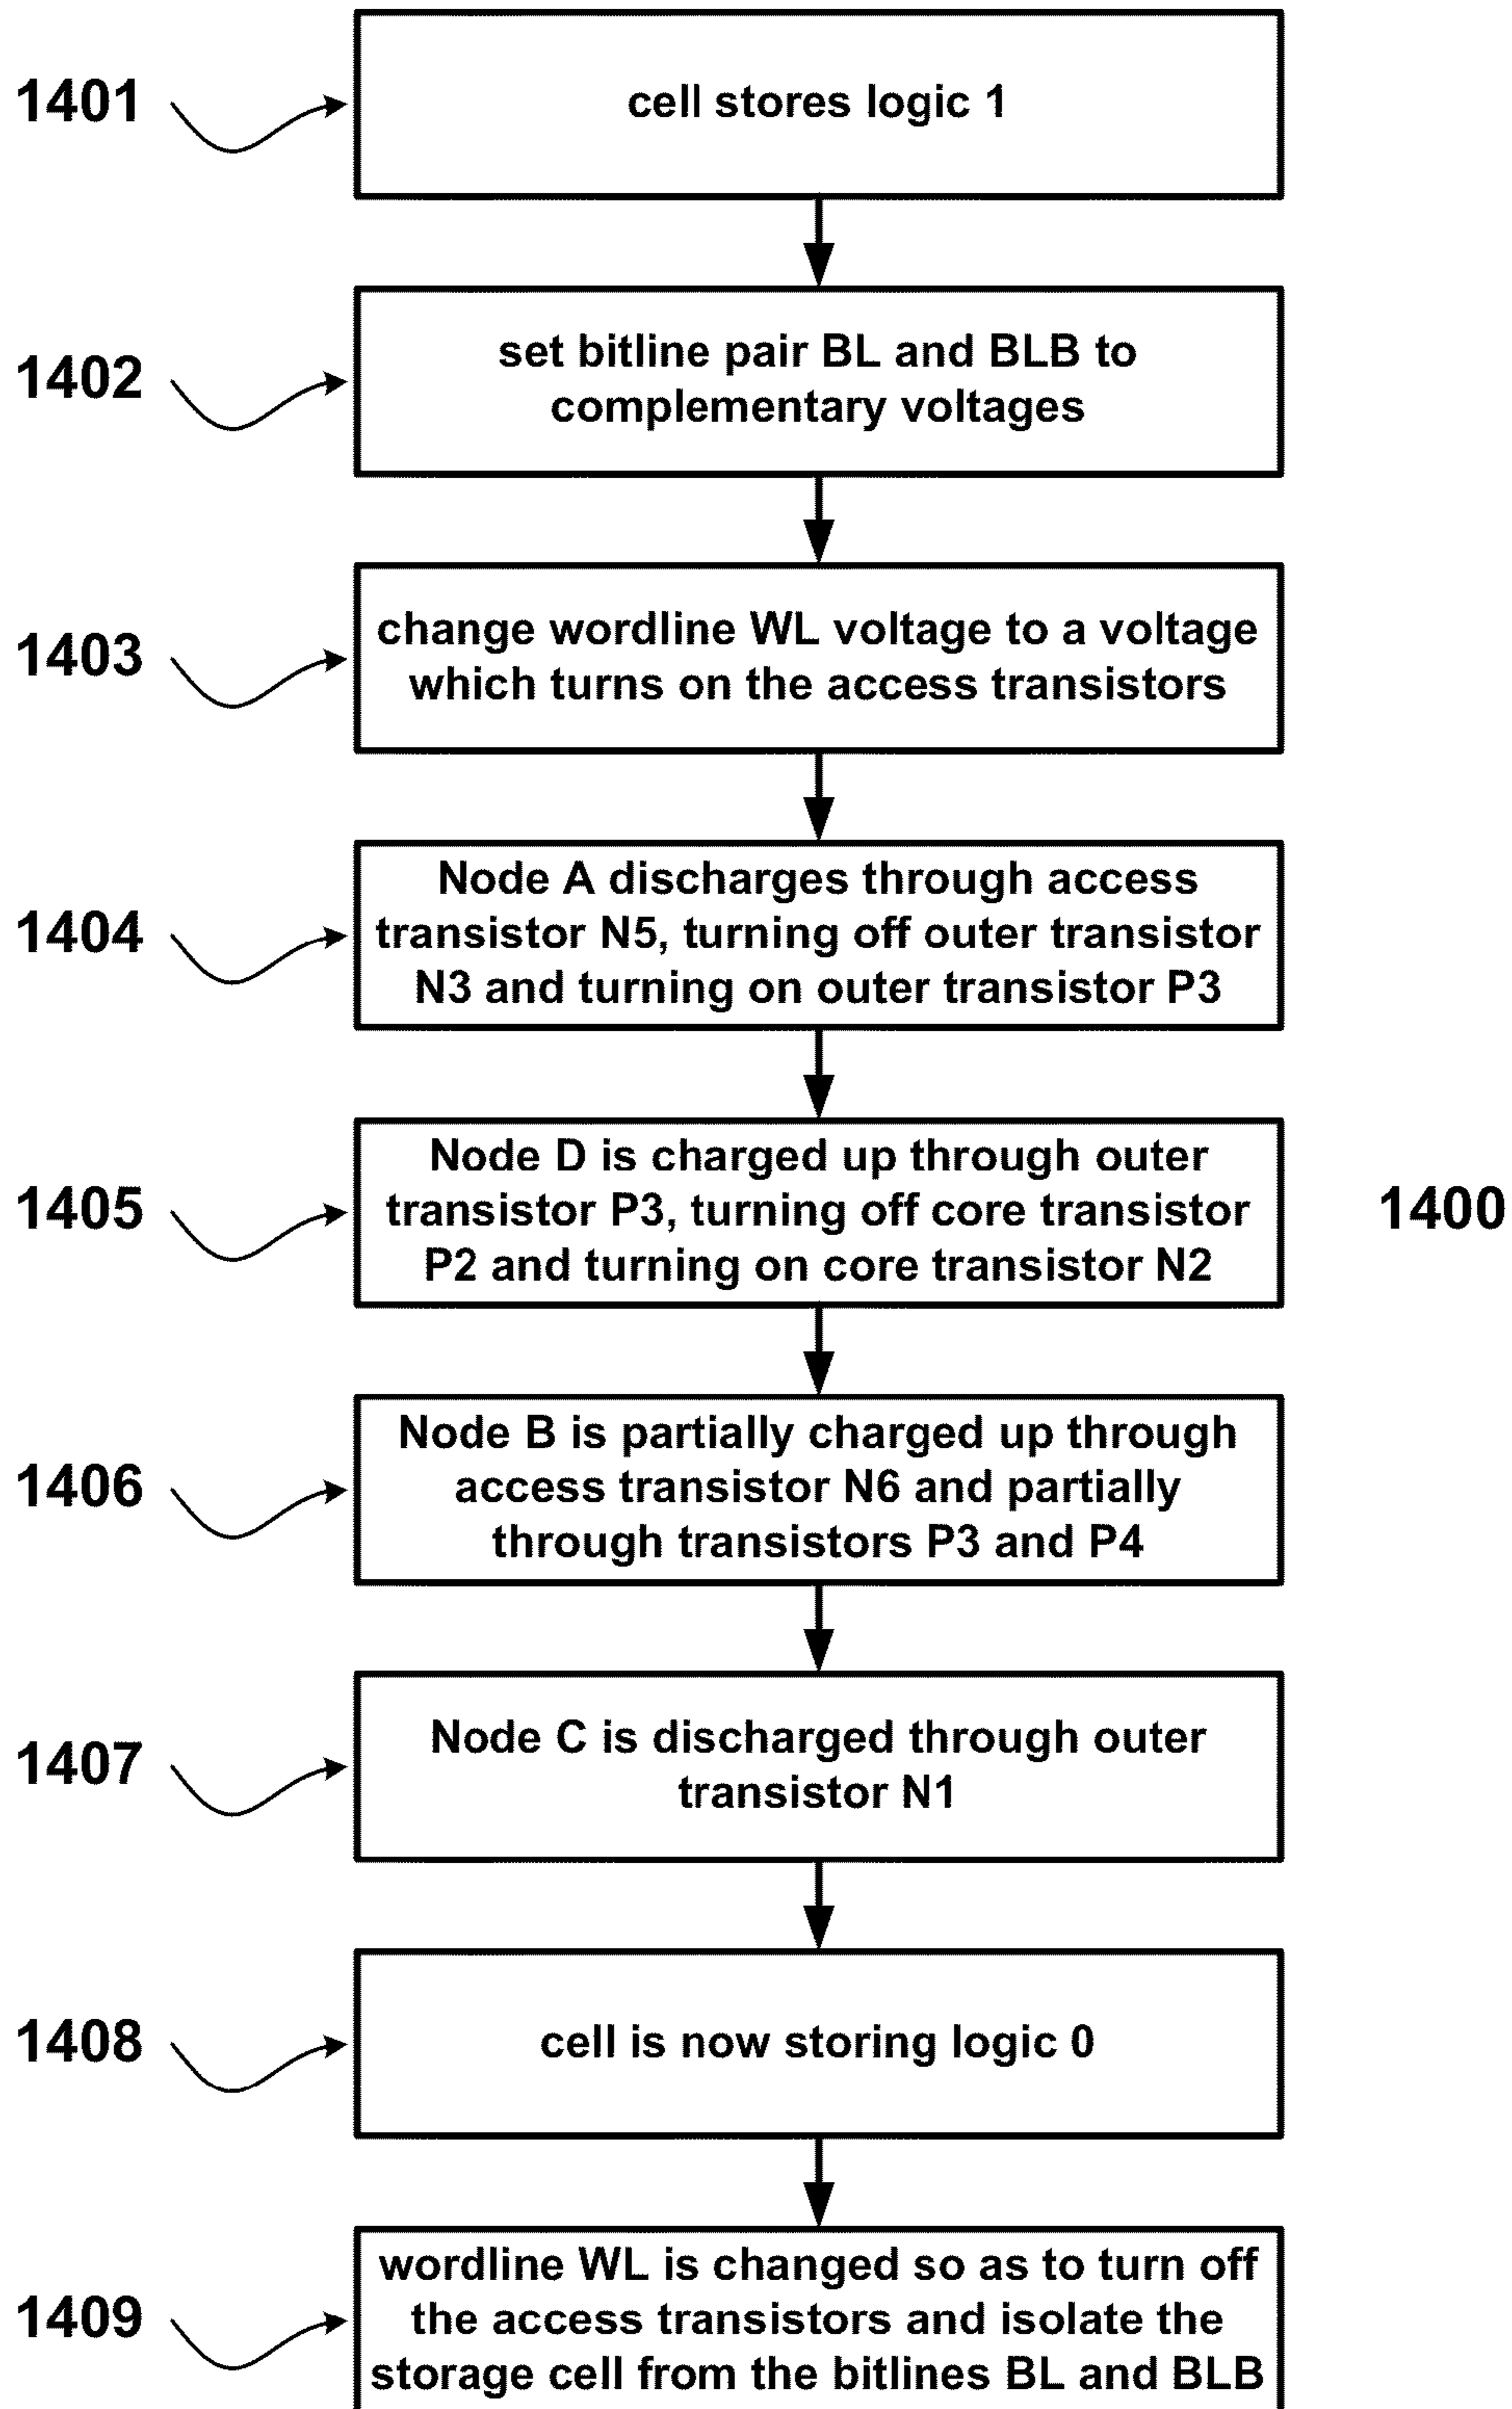 1401
cell stores logic 1
1402
set bitline pair BL and BLB to
complementary voltages
1403
change wordline WL voltage to a voltage
which turns on the access transistors
1404
Node A discharges through access
transistor N5, turning off outer transistor
N3 and turning on outer transistor P3
1405
Node D is charged up through outer
transistor P3, turning off core transistor
P2 and turning on core transistor N2
1400
1406
Node B is partially charged up through
access transistor N6 and partially
through transistors P3 and P4
1407
Node C is discharged through outer
transistor N1
1408
cell is now storing logic 0
1409
wordline WL is changed so as to turn off
the access transistors and isolate the
storage cell from the bitlines BL and BLB